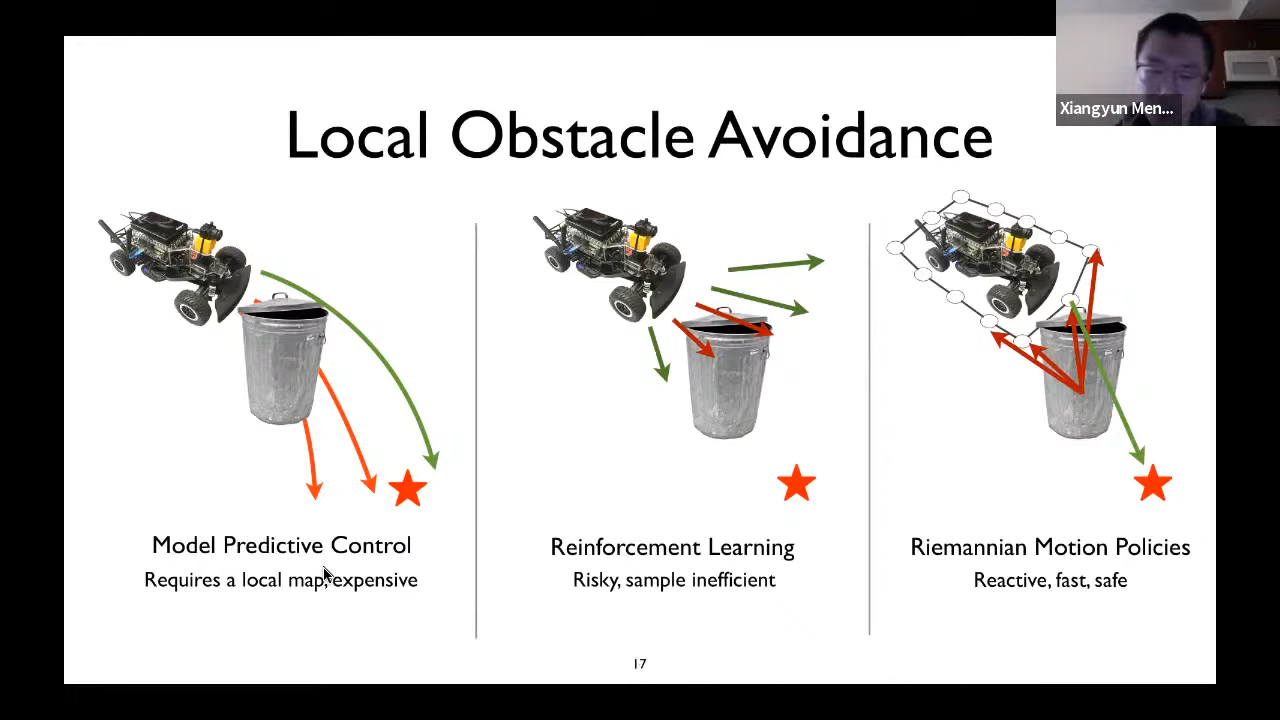 Xiangyun Men...
Local Obstacle Avoidance
Model Predictive Control
Requires a local map, expensive
Reinforcement Learning
Risky, sample inefficient
Riemannian Motion Policies
Reactive, fast, safe
17